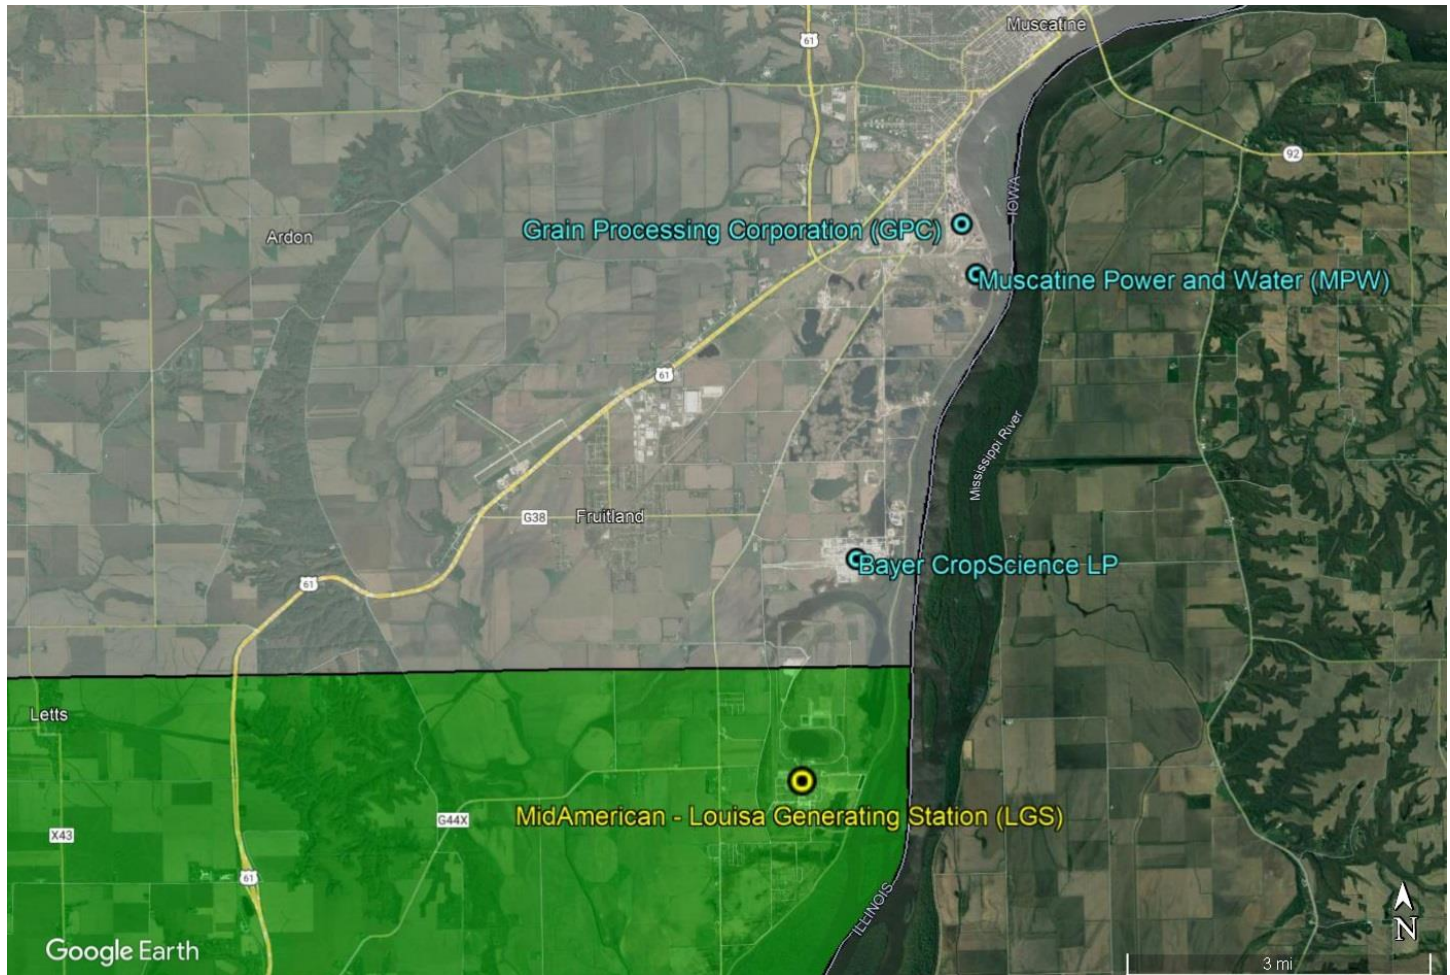 Muscatine
61
92
IOWA
Grain Processing Corporation (GPC)
Ardon
Muscatine Power and Water (MPW)
61
Mississippi River
G38
Fruitland
Bayer CropScience LP
61
Letts
MidAmerican - Louisa Generating Station (LGS)
G44X
X43
61
ILLINOIS
N
Google Earth
3 mi